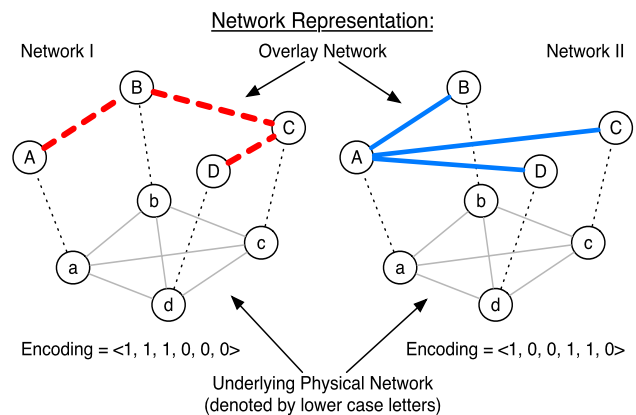 Network Representation:
Network I
Overlay Network
Network II
B
C
A
D
b
c
a
d
B
C
A
D
b
c
a
d
Encoding = <1, 1, 1, 0, 0, 0>
Encoding = <1, 0, 0, 1, 1, 0>
Underlying Physical Network
(denoted by lower case letters)